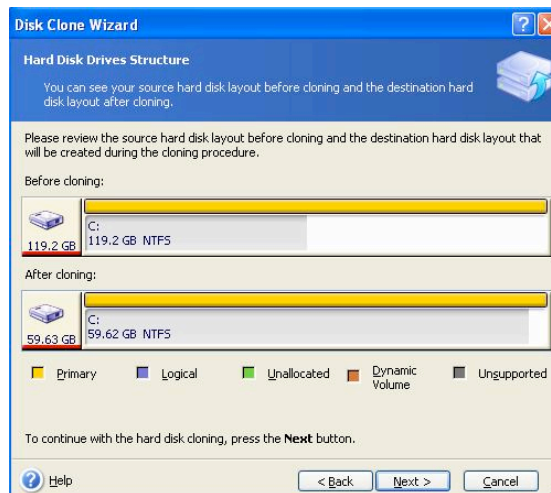 Disk Clone Wizard
Hard Disk Drives Structure
You can see your source hard disk layout before cloning and the destination hard
disk layout after cloning.
Please review the source hard disk layout before cloning and the destination hard disk layout that
will be created during the cloning procedure.
Before cloning:
119.2 GB
C:
119.2 GB NTFS
After cloning:
59.63 GB
C:
59.62 GB NTFS
Primary
Logical
Unallocated
Dynamic
Volume
Unsupported
To continue with the hard disk cloning, press the Next button.
? Help
< Back
Next >
Cancel